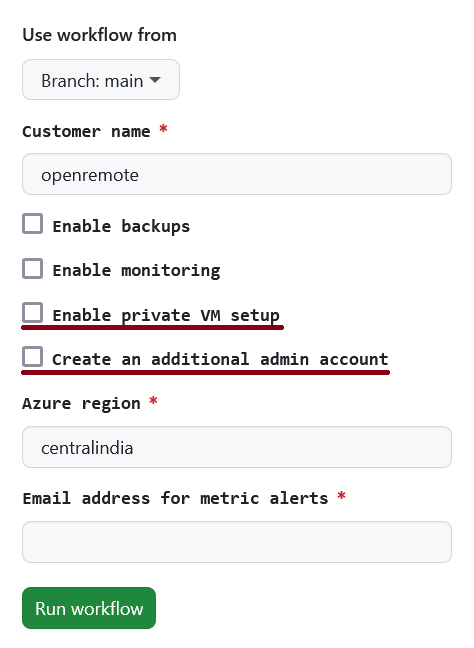 Use workflow from
Branch: main
Customer name *
openremote
Enable backups
Enable monitoring
Enable private VM setup
Create an additional admin account
Azure region *
centralindia
Email address for metric alerts *
Run workflow